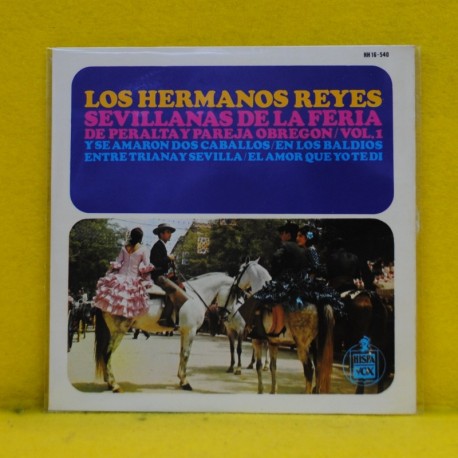 HH 16-540
LOS HERMANOS REYES
SEVILLANAS DE LA FERIA
DE PERALTA Y PAREJA OBREGON/VOL.1
Y SE AMARON DOS CABALLOS/EN LOS BALDIOS
ENTRE TRIANA Y SEVILLA/EL AMOR QUE YO TE DI
HISPA
VOX